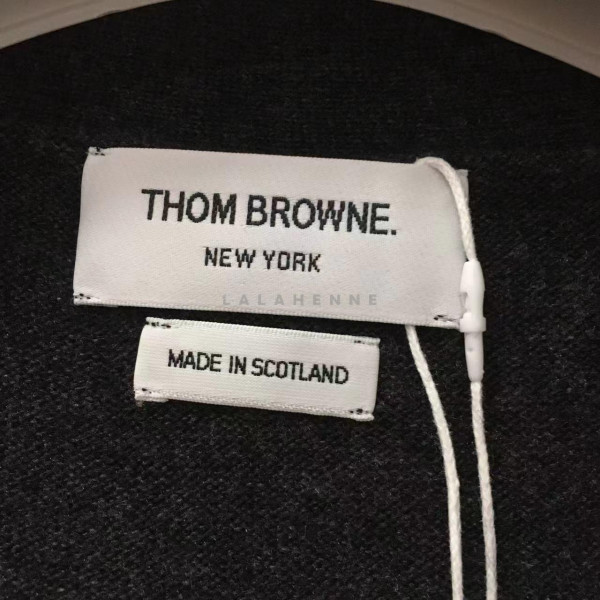 THOM BROWNE.
NEW YORK
LALAHENNE
MADE IN SCOTLAND